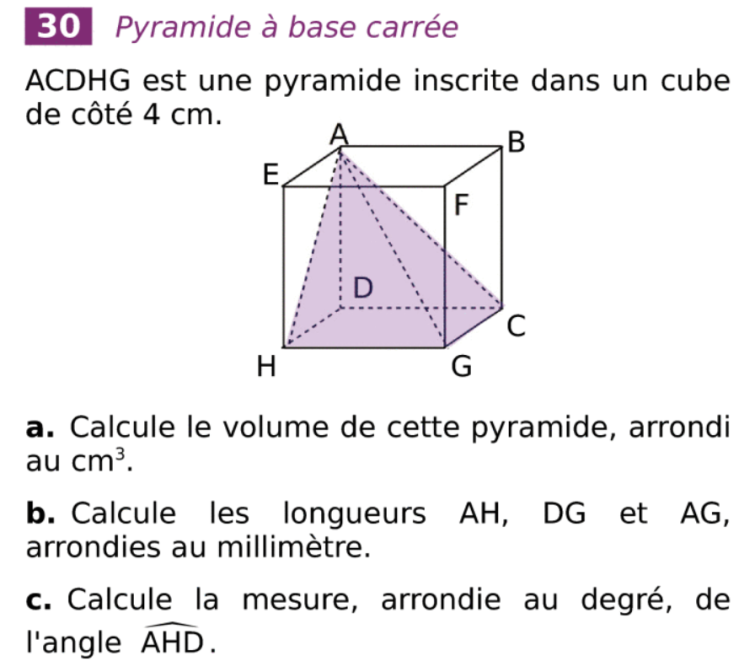 30 Pyramide à base carrée
ACDHG est une pyramide inscrite dans un cube
de côté 4 cm.
A
B
E
F
D
C
H
G
a. Calcule le volume de cette pyramide, arrondi
au cm³.
b. Calcule les longueurs AH, DG et AG,
arrondies au millimètre.
c. Calcule la mesure, arrondie au degré, de
l'angle AHD.